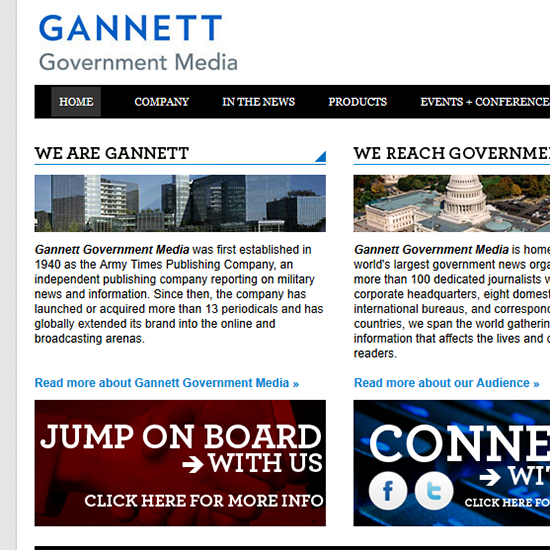 GANNETT
Government Media
HOME COMPANY IN THE NEWS PRODUCTS EVENTS + CONFERENCE
WE ARE GANNETT
Gannett Government Media was first established in
1940 as the Army Times Publishing Company, an
independent publishing company reporting on military
news and information. Since then, the company has
launched or acquired more than 13 periodicals and has
globally extended its brand into the online and
broadcasting arenas.
Read more about Gannett Government Media »
JUMP ON BOARD
➔ WITH US
CLICK HERE FOR MORE INFO
WE REACH GOVERNME
Gannett Government Media is home
world's largest government news orga
more than 100 dedicated journalists w
corporate headquarters, eight domest
international bureaus, and correspond
countries, we span the world gathering
information that affects the lives and c
readers.
Read more about our Audience »
CONNE
➔ WIT
f t
CLICK HERE FOR M